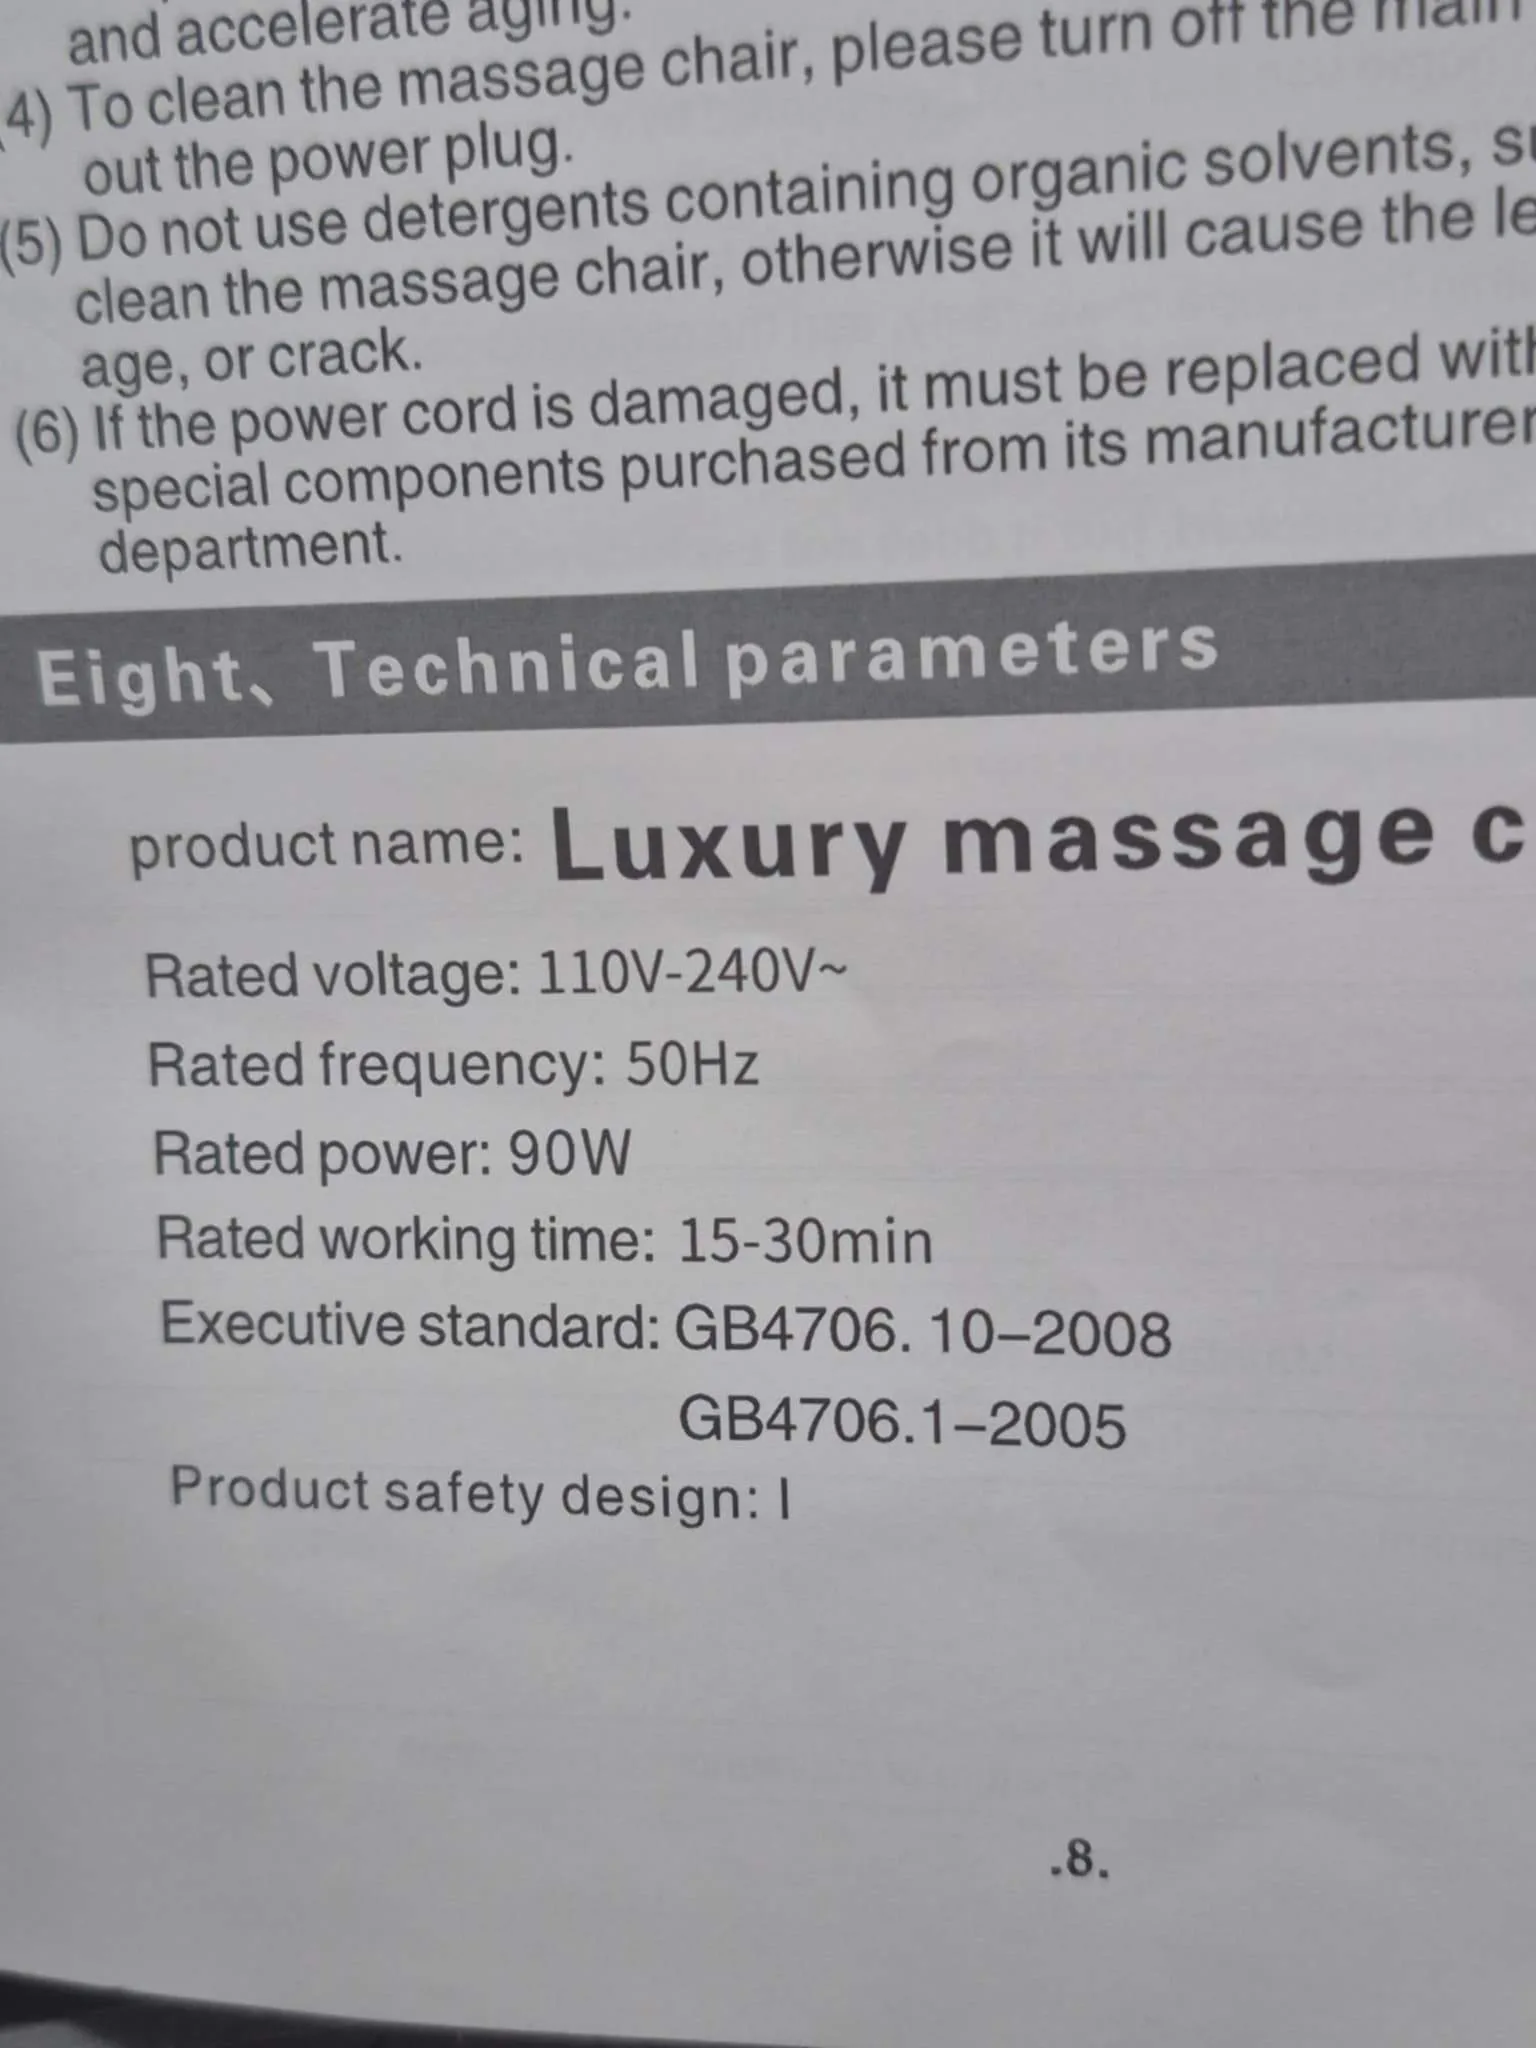 and accelerate aging.
4) To clean the massage chair, please turn off the main
out the power plug.
(5) Do not use detergents containing organic solvents,
clean the massage chair, otherwise it will cause the
age, or crack.
(6) If the power cord is damaged, it must be replaced with
special components purchased from its manufacturer
department.
Eight、Technical parameters
product name: Luxury massage c
Rated voltage: 110V-240V~
Rated frequency: 50Hz
Rated power: 90W
Rated working time: 15-30min
Executive standard: GB4706. 10–2008
GB4706.1–2005
Product safety design: I
.8.